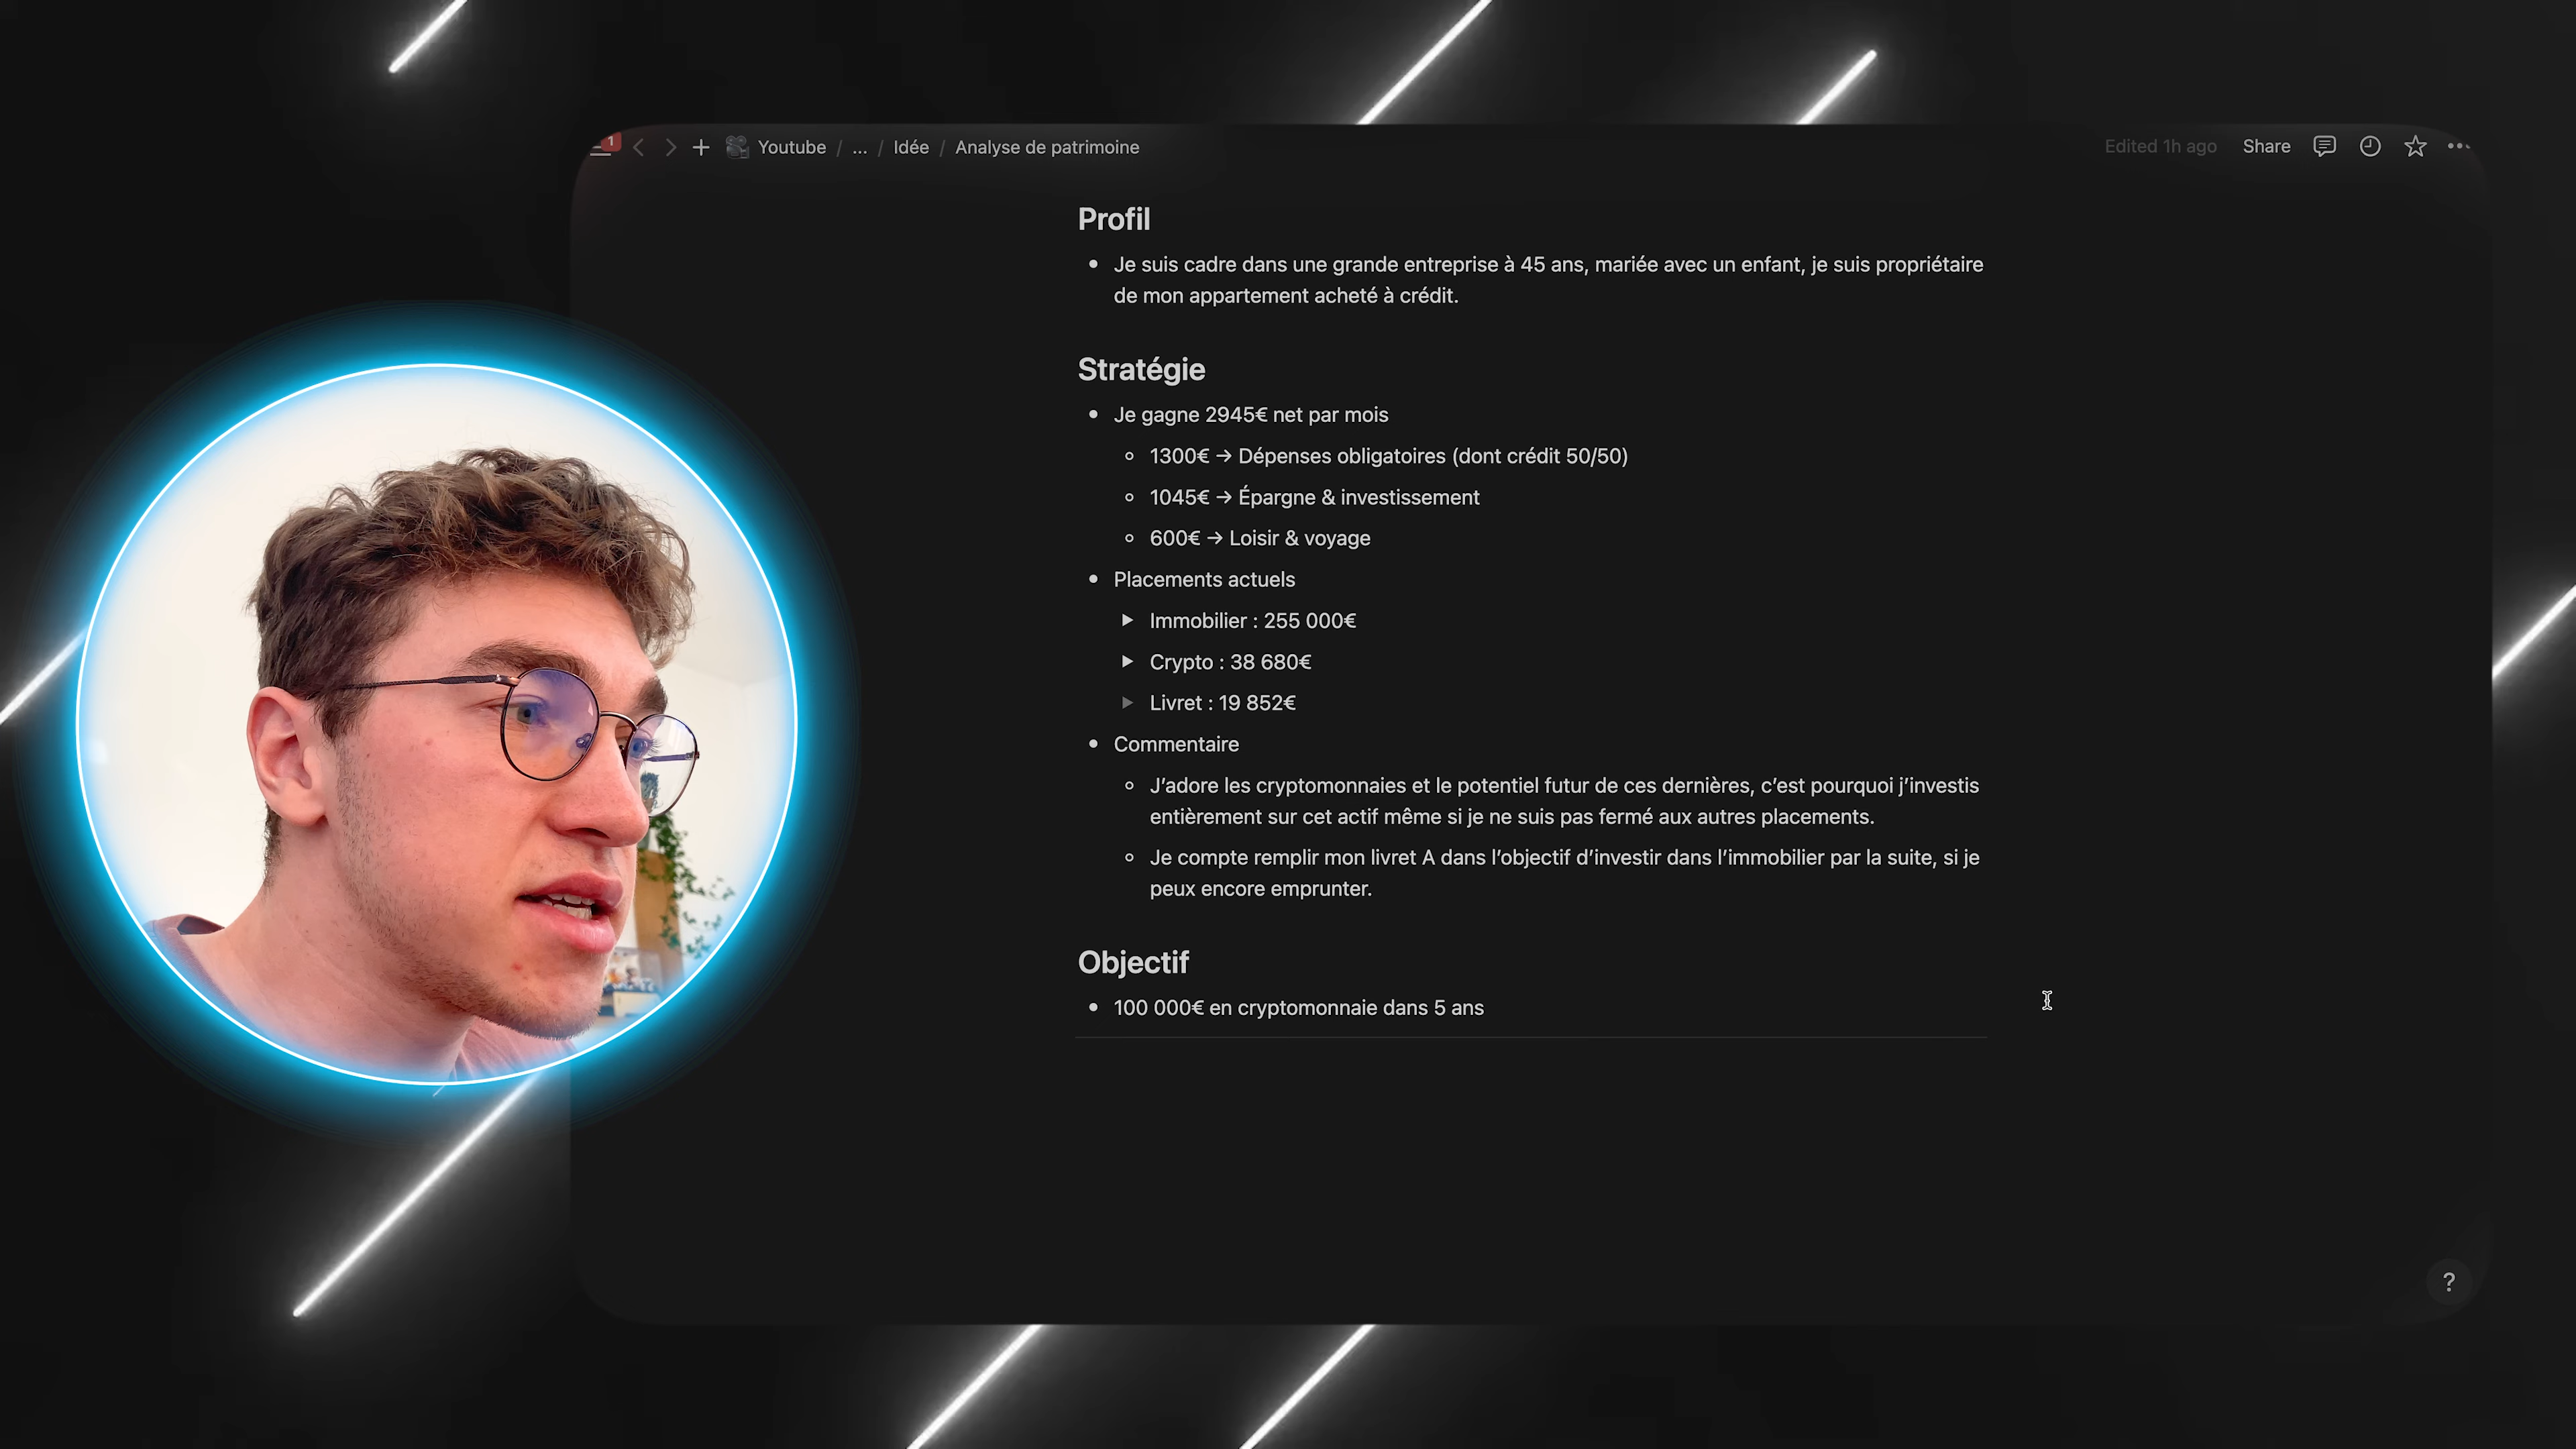 1
Youtube / ... / Idée / Analyse de patrimoine
Edited 1h ago Share
Profil
Je suis cadre dans une grande entreprise à 45 ans, mariée avec un enfant, je suis propriétaire
de mon appartement acheté à crédit.
Stratégie
Je gagne 2945€ net par mois
1300€ → Dépenses obligatoires (dont crédit 50/50)
1045€ → Épargne & investissement
600€ → Loisir & voyage
Placements actuels
Immobilier : 255 000€
Crypto : 38 680€
Livret : 19 852€
Commentaire
J’adore les cryptomonnaies et le potentiel futur de ces dernières, c’est pourquoi j’investis
entièrement sur cet actif même si je ne suis pas fermé aux autres placements.
Je compte remplir mon livret A dans l’objectif d’investir dans l’immobilier par la suite, si je
peux encore emprunter.
Objectif
100 000€ en cryptomonnaie dans 5 ans
?